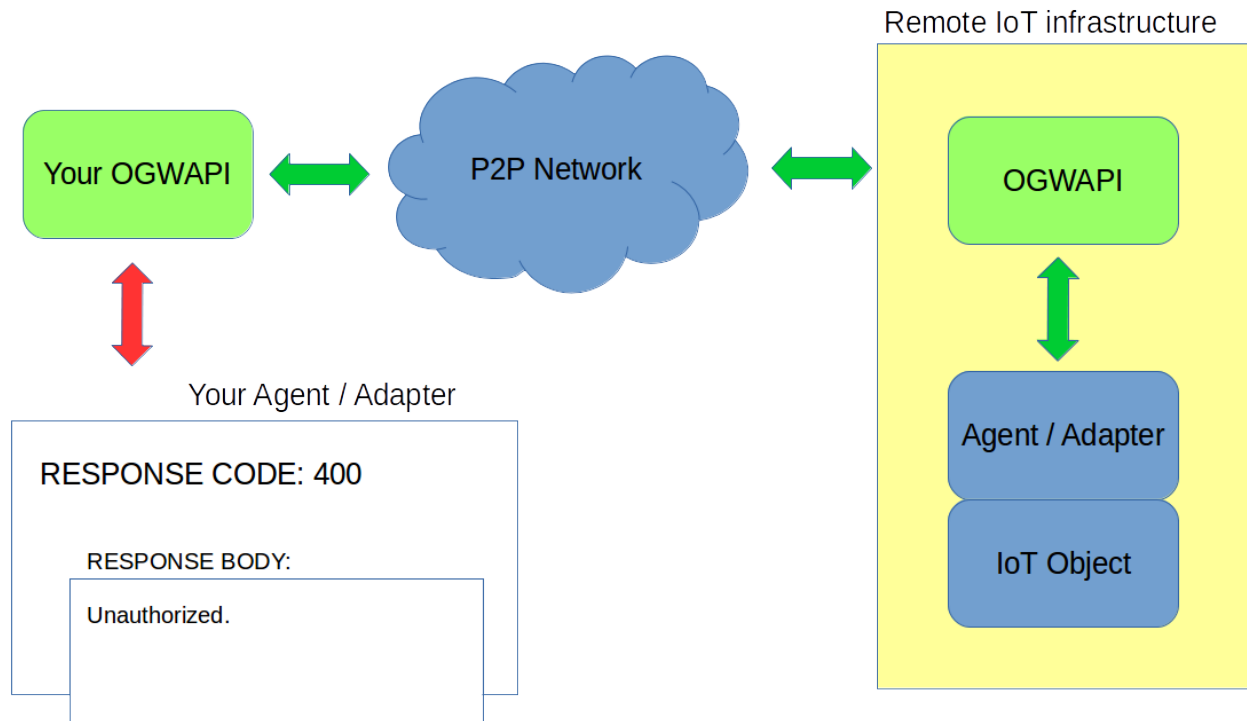 Remote IoT infrastructure
Your OGWAPI
P2P Network
OGWAPI
Your Agent / Adapter
Agent / Adapter
RESPONSE CODE: 400
RESPONSE BODY:
IoT Object
Unauthorized.